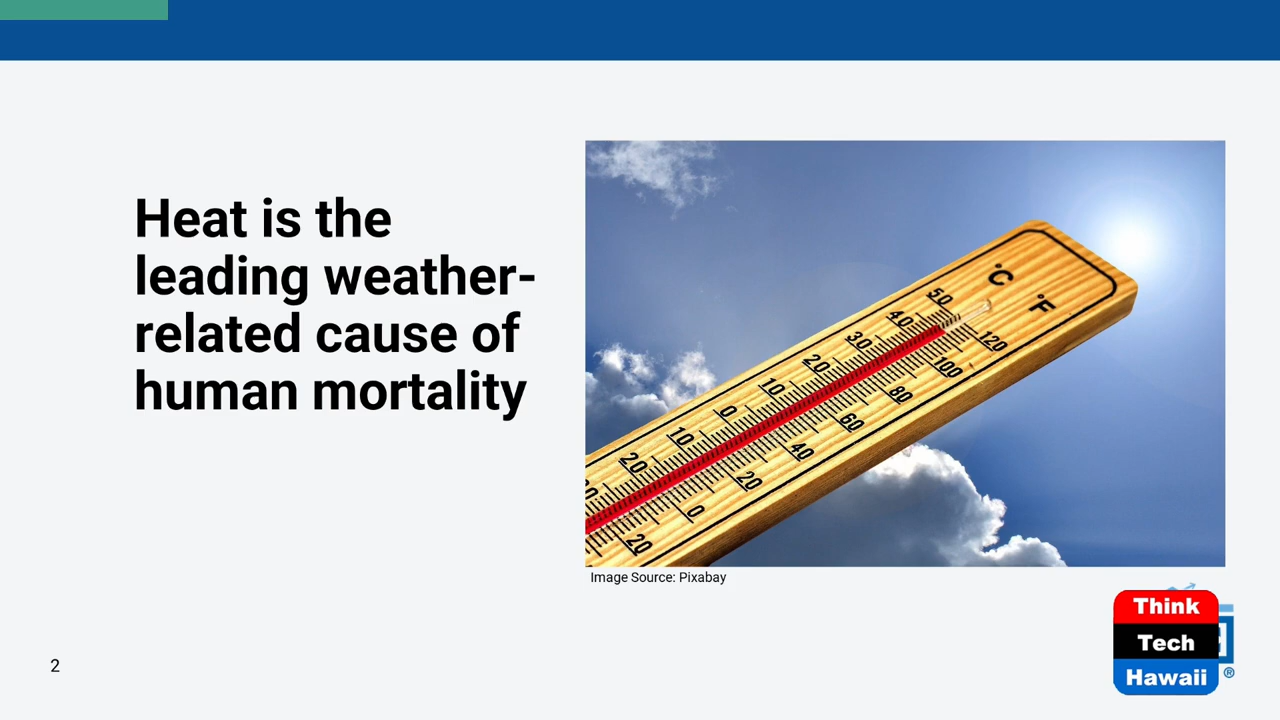 Heat is the
leading weather-
related cause of
human mortality
°C
°F
50
40
30
20
10
0
10
20
0
120
100
80
60
40
20
0
20
Image Source: Pixabay
2
Think
Tech
Hawaii
®